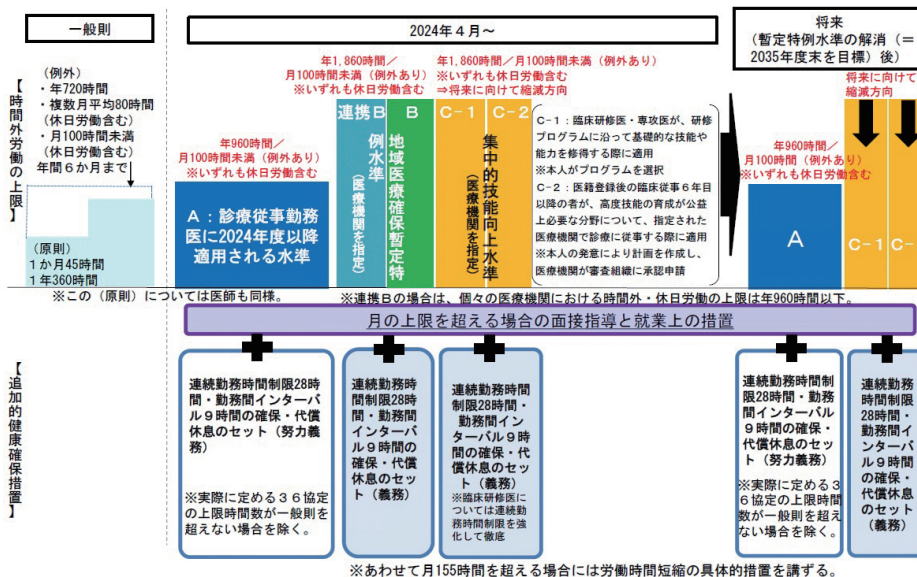 一般則
2024年4月～
将来
（暫定特例水準の解消（＝
2035年度末を目標）後）
【時間外労働の上限】
（例外）
・年720時間
・複数月平均80時間
（休日労働含む）
・月100時間未満
（休日労働含む）
年間６か月まで
（原則）
１か月45時間
１年360時間
※この（原則）については医師も同様。
年960時間／
月100時間未満（例外あり）
※いずれも休日労働含む
Ａ：診療従事勤務
医に2024年度以降
適用される水準
年1,860時間／
月100時間未満（例外あり）
※いずれも休日労働含む
連携Ｂ
Ｂ
地域医療確保暫定特
例水準
（医療機関を指定）
年1,860時間／月100時間未満（例外あり）
※いずれも休日労働含む
⇒将来に向けて縮減方向
Ｃ-１
Ｃ-２
集中的技能向上水準
（医療機関を指定）
Ｃ-１：臨床研修医・専攻医が、研修
プログラムに沿って基礎的な技能や
能力を修得する際に適用
※本人がプログラムを選択
Ｃ-２：医籍登録後の臨床従事６年目
以降の者が、高度技能の育成が公益
上必要な分野について、指定された
医療機関で診療に従事する際に適用
※本人の発意により計画を作成し、
医療機関が審査組織に承認申請
年960時間／
月100時間（例外あり）
※いずれも休日労働含む
Ａ
将来に向けて
縮減方向
Ｃ-１
Ｃ-２
※連携Ｂの場合は、個々の医療機関における時間外・休日労働の上限は年960時間以下。
月の上限を超える場合の面接指導と就業上の措置
【追加的健康確保措置】
連続勤務時間制限28時
間・勤務間インターバ
ル９時間の確保・代償
休息のセット（努力義
務）
※実際に定める３６協定
の上限時間数が一般則を
超えない場合を除く。
連続勤務時
間制限28時
間・勤務間イ
ンターバル
９時間の確
保・代償休息
のセット
（義務）
連続勤務時間
制限28時間・
勤務間イン
ターバル９時
間の確保・代
償休息のセッ
ト（義務）
※臨床研修医に
ついては連続勤
務時間制限を強
化して徹底
連続勤務時間制
限28時間・勤務
間インターバル
９時間の確保・
代償休息のセッ
ト（努力義務）
※実際に定める３
６協定の上限時間
数が一般則を超え
ない場合を除く。
連続勤務
時間制限
28時間・
勤務間イ
ンターバ
ル９時間
の確保・
代償休息
のセット
（義務）
※あわせて月155時間を超える場合には労働時間短縮の具体的措置を講ずる。